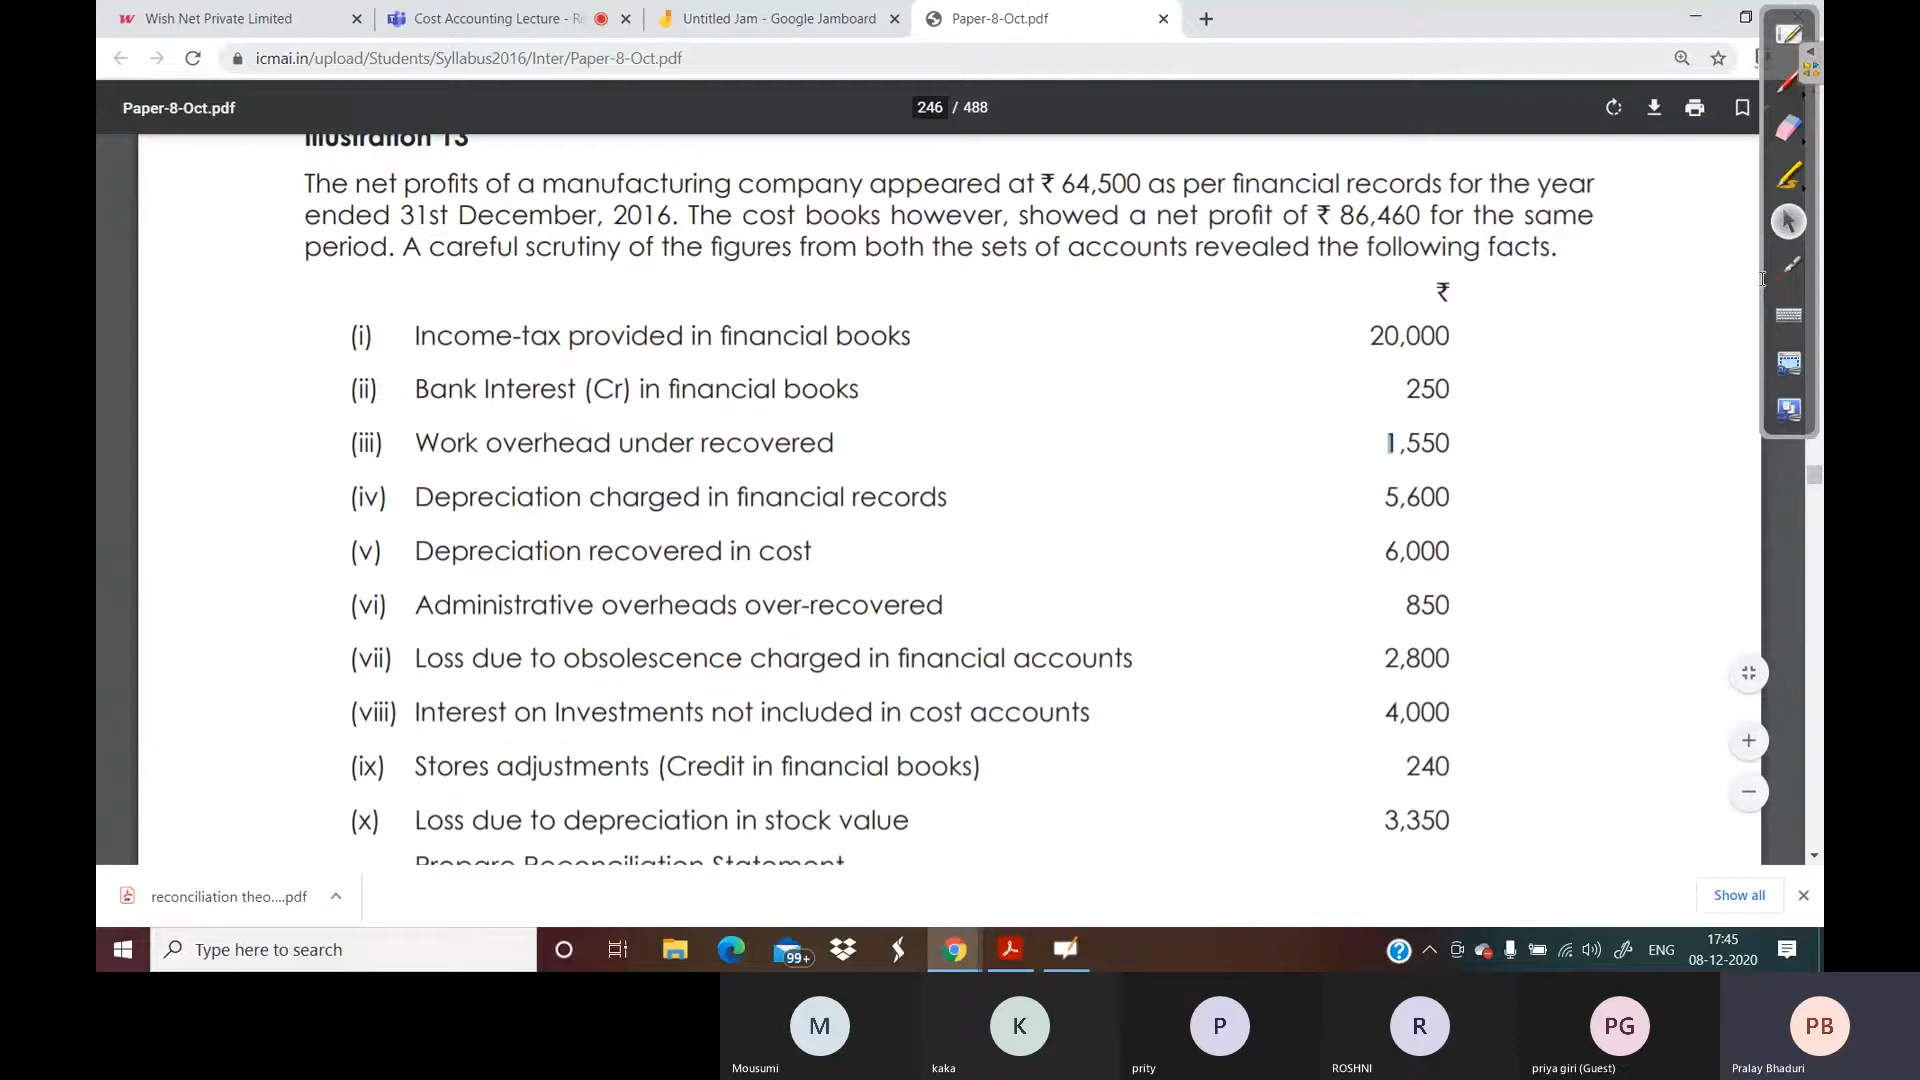 Wish Net Private Limited
Cost Accounting Lecture - Re
Untitled Jam - Google Jamboard
Paper-8-Oct.pdf
icmai.in/upload/Students/Syllabus2016/Inter/Paper-8-Oct.pdf
Paper-8-Oct.pdf
246 / 488
Illustration 13
The net profits of a manufacturing company appeared at ₹ 64,500 as per financial records for the year
ended 31st December, 2016. The cost books however, showed a net profit of ₹ 86,460 for the same
period. A careful scrutiny of the figures from both the sets of accounts revealed the following facts.
₹
(i) Income-tax provided in financial books 20,000
(ii) Bank Interest (Cr) in financial books 250
(iii) Work overhead under recovered 1,550
(iv) Depreciation charged in financial records 5,600
(v) Depreciation recovered in cost 6,000
(vi) Administrative overheads over-recovered 850
(vii) Loss due to obsolescence charged in financial accounts 2,800
(viii) Interest on Investments not included in cost accounts 4,000
(ix) Stores adjustments (Credit in financial books) 240
(x) Loss due to depreciation in stock value 3,350
Prepare Reconciliation Statement
reconciliation theo....pdf
Show all
Type here to search
99+
ENG
17:45
08-12-2020
M
K
P
R
PG
PB
Mousumi
kaka
prity
ROSHNI
priya giri (Guest)
Pralay Bhaduri